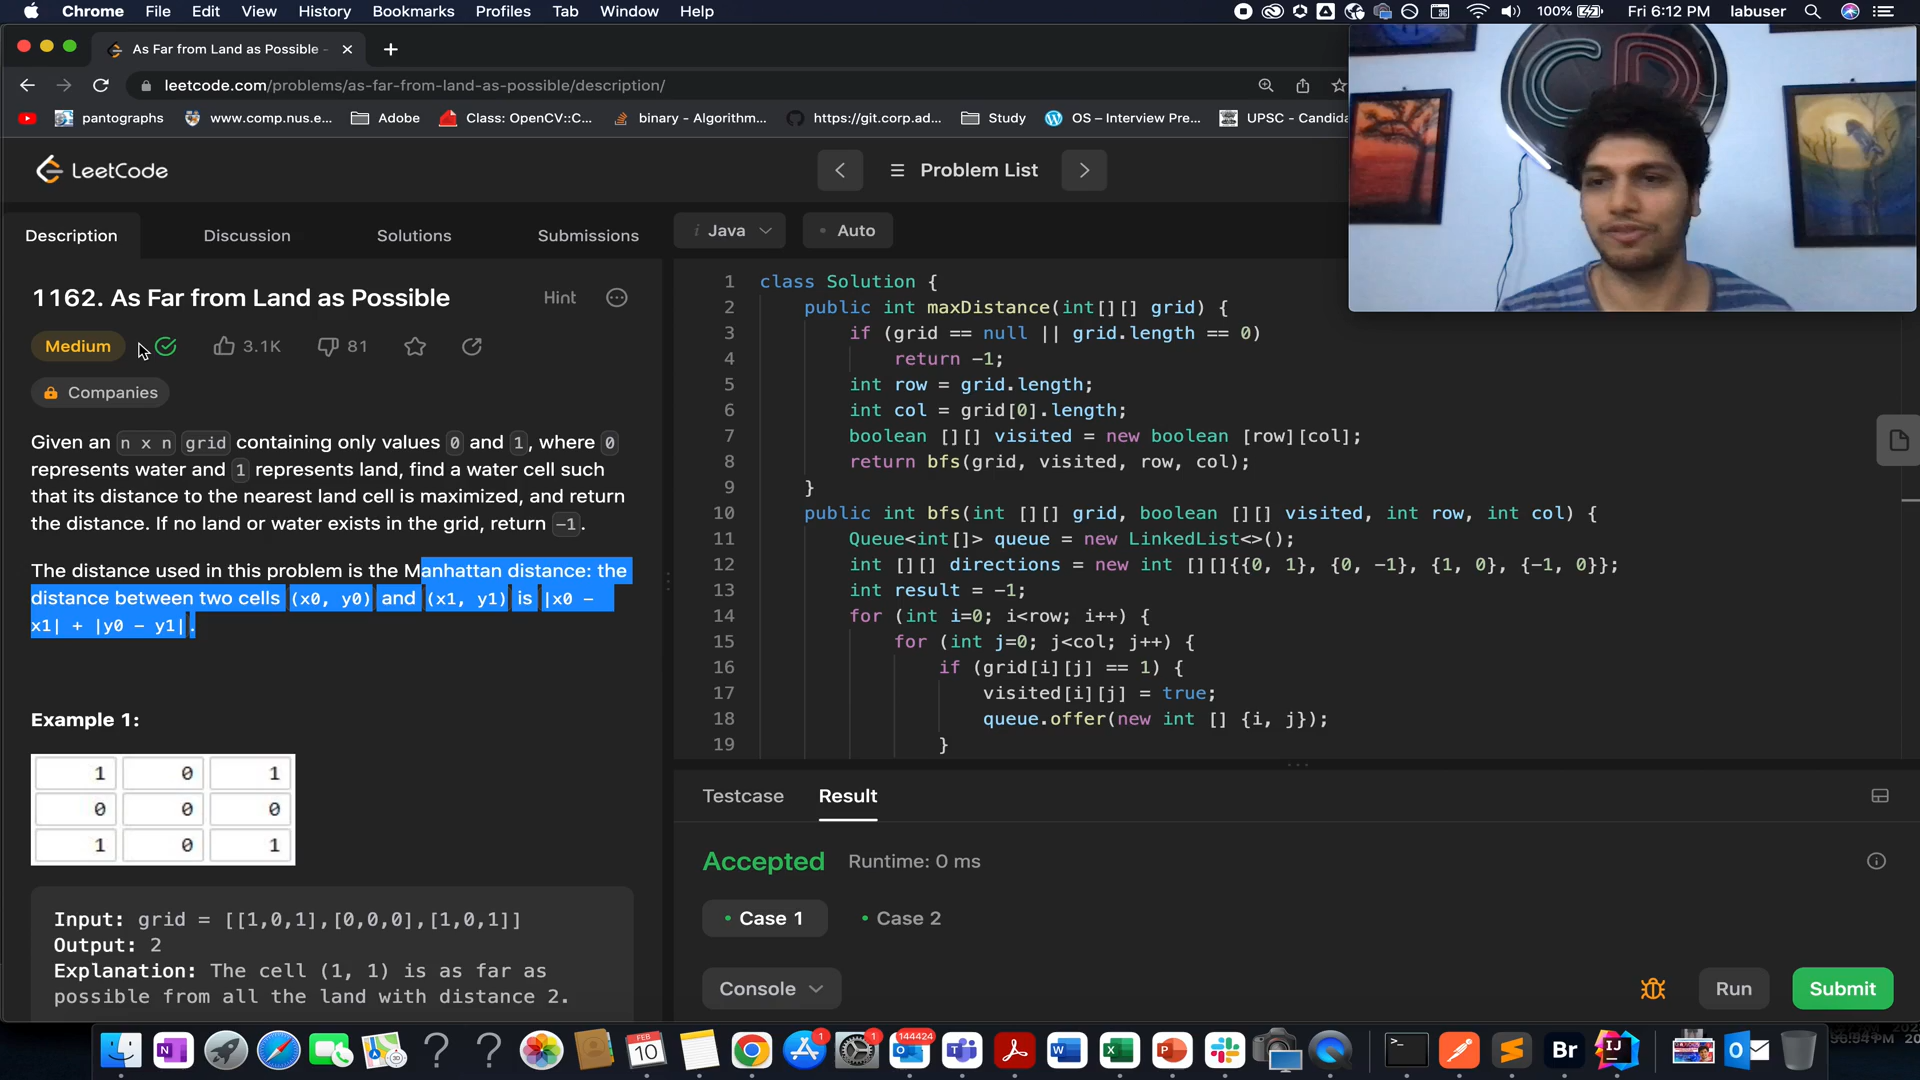 Chrome File Edit View History Bookmarks Profiles Tab Window Help 100% Fri 6:12 PM labuser
As Far from Land as Possible -
leetcode.com/problems/as-far-from-land-as-possible/description/
pantographs www.comp.nus.e... Adobe Class: OpenCV::C... binary - Algorithm... https://git.corp.ad... Study OS – Interview Pre... UPSC - Candida
LeetCode
Problem List
Description Discussion Solutions Submissions
Java Auto
1162. As Far from Land as Possible
Hint
Medium 3.1K 81
Companies
Given an n x n grid containing only values 0 and 1, where 0
represents water and 1 represents land, find a water cell such
that its distance to the nearest land cell is maximized, and return
the distance. If no land or water exists in the grid, return -1.
The distance used in this problem is the Manhattan distance: the
distance between two cells (x0, y0) and (x1, y1) is |x0 -
x1| + |y0 - y1|.
Example 1:
1 0 1
0 0 0
1 0 1
Input: grid = [[1,0,1],[0,0,0],[1,0,1]]
Output: 2
Explanation: The cell (1, 1) is as far as
possible from all the land with distance 2.
1 class Solution {
2 public int maxDistance(int[][] grid) {
3 if (grid == null || grid.length == 0)
4 return -1;
5 int row = grid.length;
6 int col = grid[0].length;
7 boolean [][] visited = new boolean [row][col];
8 return bfs(grid, visited, row, col);
9 }
10 public int bfs(int [][] grid, boolean [][] visited, int row, int col) {
11 Queue<int[]> queue = new LinkedList<>();
12 int [][] directions = new int [][]{{0, 1}, {0, -1}, {1, 0}, {-1, 0}};
13 int result = -1;
14 for (int i=0; i<row; i++) {
15 for (int j=0; j<col; j++) {
16 if (grid[i][j] == 1) {
17 visited[i][j] = true;
18 queue.offer(new int [] {i, j});
19 }
Testcase Result
Accepted Runtime: 0 ms
Case 1 Case 2
Console
Run Submit
FEB
10
1
1
144424
Br
IJ